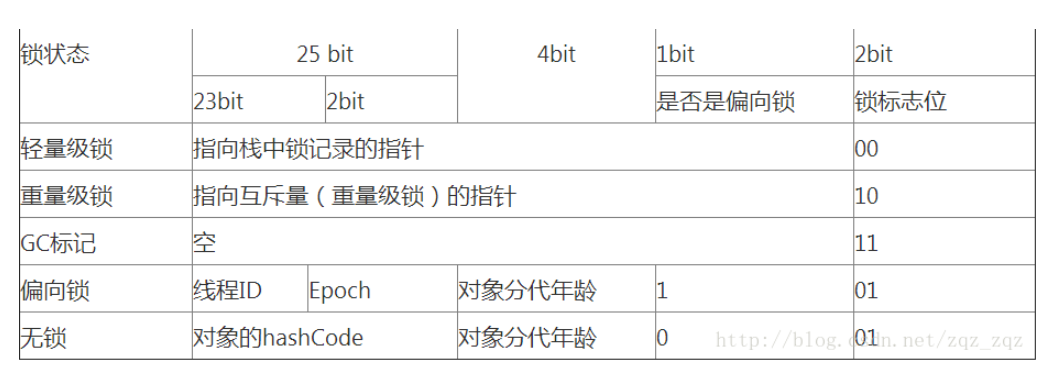 锁状态 25 bit 4bit 1bit 2bit
23bit 2bit 是否是偏向锁 锁标志位
轻量级锁 指向栈中锁记录的指针 00
重量级锁 指向互斥量（重量级锁）的指针 10
GC标记 空 11
偏向锁 线程ID Epoch 对象分代年龄 1 01
无锁 对象的hashCode 对象分代年龄 0 01
http://blog.csdn.net/zqz_zqz